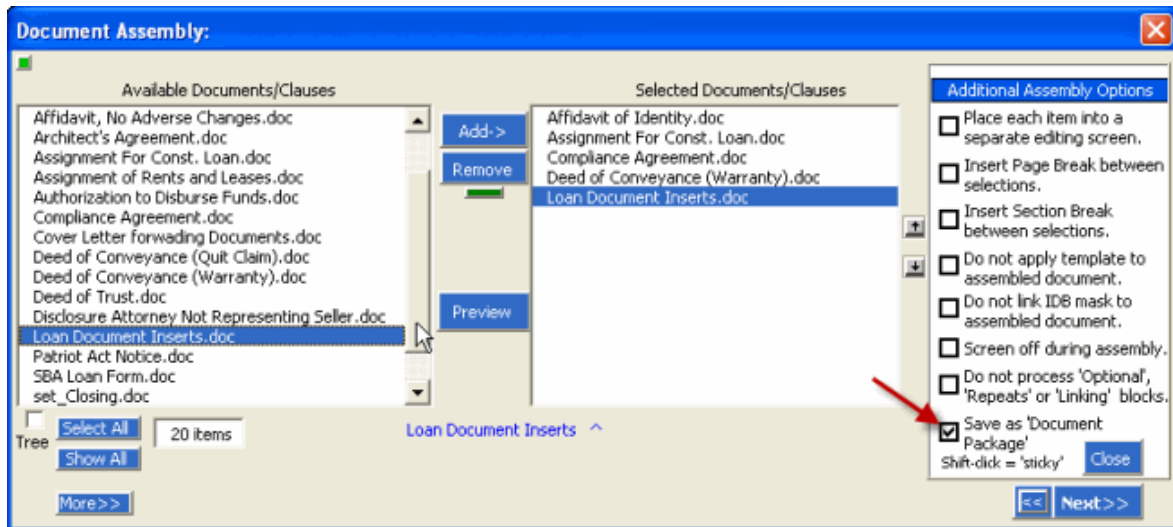 Document Assembly:
Available Documents/Clauses
Affidavit, No Adverse Changes.doc
Architect's Agreement.doc
Assignment For Const. Loan.doc
Assignment of Rents and Leases.doc
Authorization to Disburse Funds.doc
Compliance Agreement.doc
Cover Letter forwading Documents.doc
Deed of Conveyance (Quit Claim).doc
Deed of Conveyance (Warranty).doc
Deed of Trust.doc
Disclosure Attorney Not Representing Seller.doc
Loan Document Inserts.doc
Patriot Act Notice.doc
SBA Loan Form.doc
set_Closing.doc
Add->
Remove
Preview
Selected Documents/Clauses
Affidavit of Identity.doc
Assignment For Const. Loan.doc
Compliance Agreement.doc
Deed of Conveyance (Warranty).doc
Loan Document Inserts.doc
Additional Assembly Options
Place each item into a
separate editing screen.
Insert Page Break between
selections.
Insert Section Break
between selections.
Do not apply template to
assembled document.
Do not link IDB mask to
assembled document.
Screen off during assembly.
Do not process 'Optional',
'Repeats' or 'Linking' blocks.
Save as 'Document
Package'
Shift-click = 'sticky'
Close
Tree
Select All
20 items
Show All
Loan Document Inserts ^
More>>
<<
Next>>